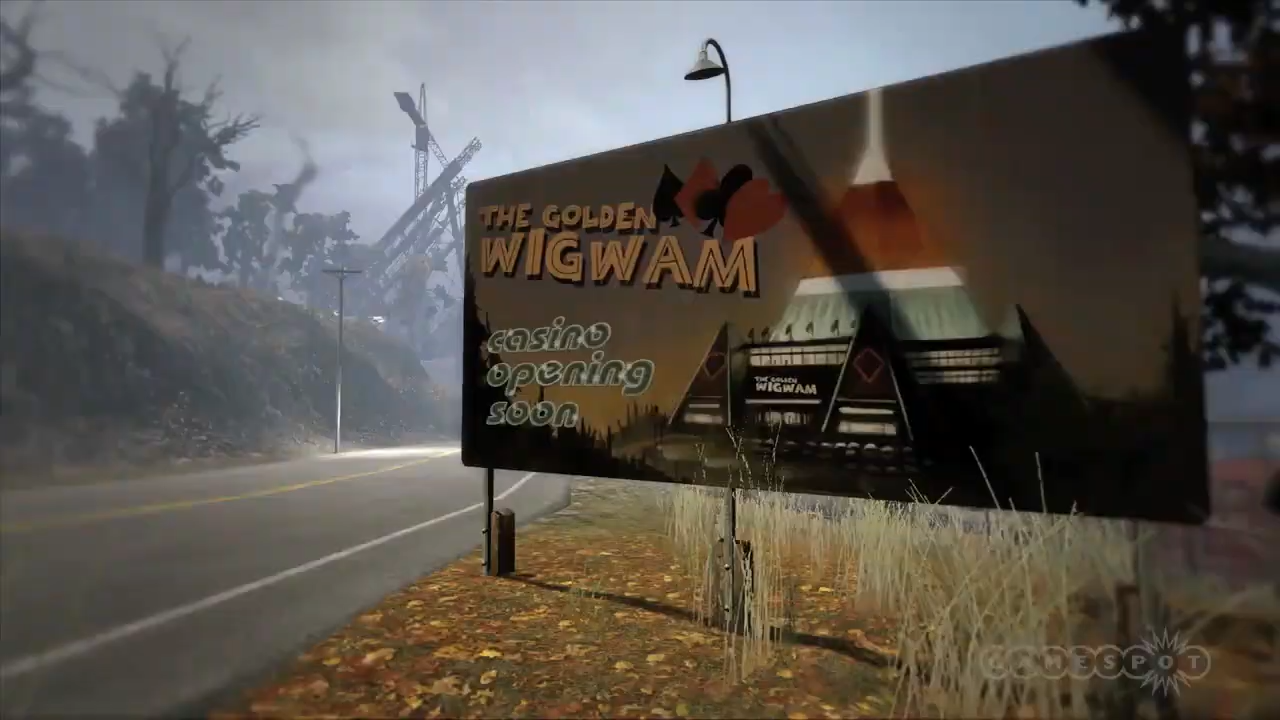 THE GOLDEN
WIGWAM
casino
opening
soon
THE GOLDEN
WIGWAM
GAMESPOT